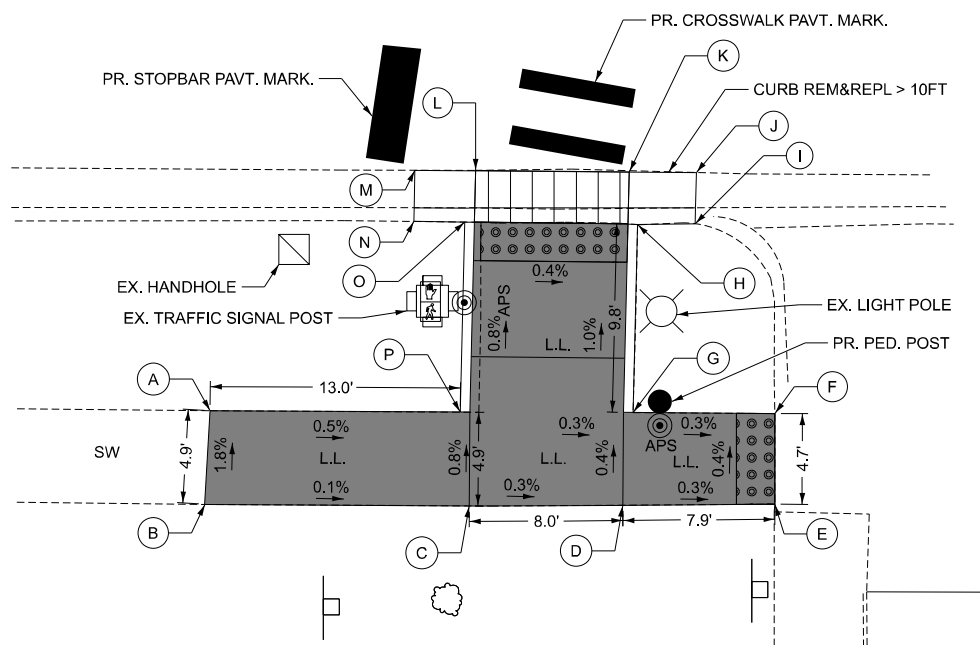 PR. CROSSWALK PAVT. MARK.
K
PR. STOPBAR PAVT. MARK.
L
CURB REM&REPL > 10FT
J
I
M
N
O
H
EX. HANDHOLE
0.4%
APS
0.8%
1.0%
9.8'
EX. TRAFFIC SIGNAL POST
EX. LIGHT POLE
L.L.
PR. PED. POST
P
G
A
13.0'
F
SW
4.9'
1.8%
0.5%
L.L.
0.1%
0.8%
4.9'
0.3%
L.L.
0.3%
0.4%
0.3%
APS
L.L.
0.3%
0.4%
4.7'
B
C
8.0'
D
7.9'
E